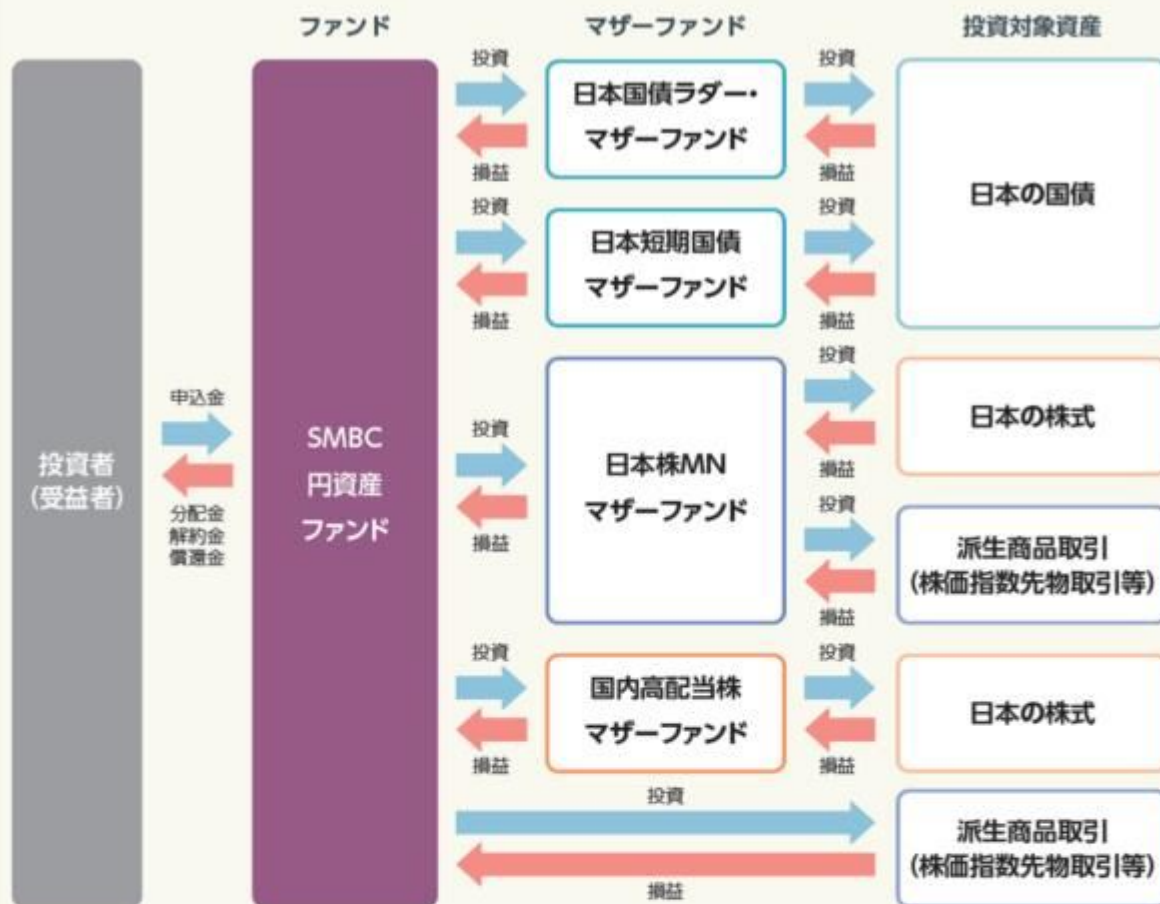 ファンド
マザーファンド
投資対象資産
投資者
(受益者)
申込金
分配金
解約金
償還金
SMBC
円資産
ファンド
投資
損益
日本国債ラダー・
マザーファンド
投資
損益
日本の国債
投資
損益
日本短期国債
マザーファンド
投資
損益
投資
損益
日本株MN
マザーファンド
投資
損益
日本の株式
投資
損益
派生商品取引
(株価指数先物取引等)
投資
損益
国内高配当株
マザーファンド
投資
損益
日本の株式
投資
損益
派生商品取引
(株価指数先物取引等)